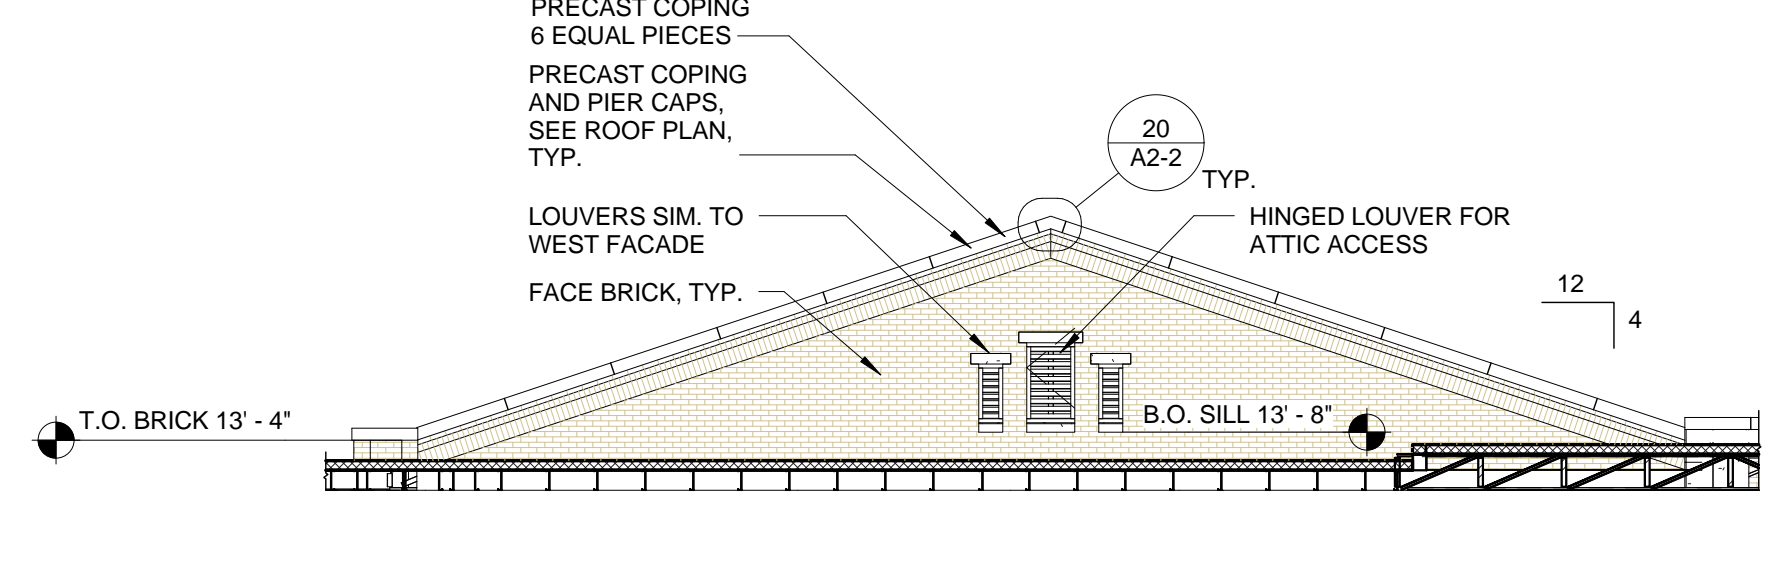 PRECAST COPING
6 EQUAL PIECES
PRECAST COPING
AND PIER CAPS,
SEE ROOF PLAN,
TYP.
LOUVERS SIM. TO
WEST FACADE
FACE BRICK, TYP.
20
A2-2
TYP.
HINGED LOUVER FOR
ATTIC ACCESS
12
4
T.O. BRICK 13' - 4"
B.O. SILL 13' - 8"